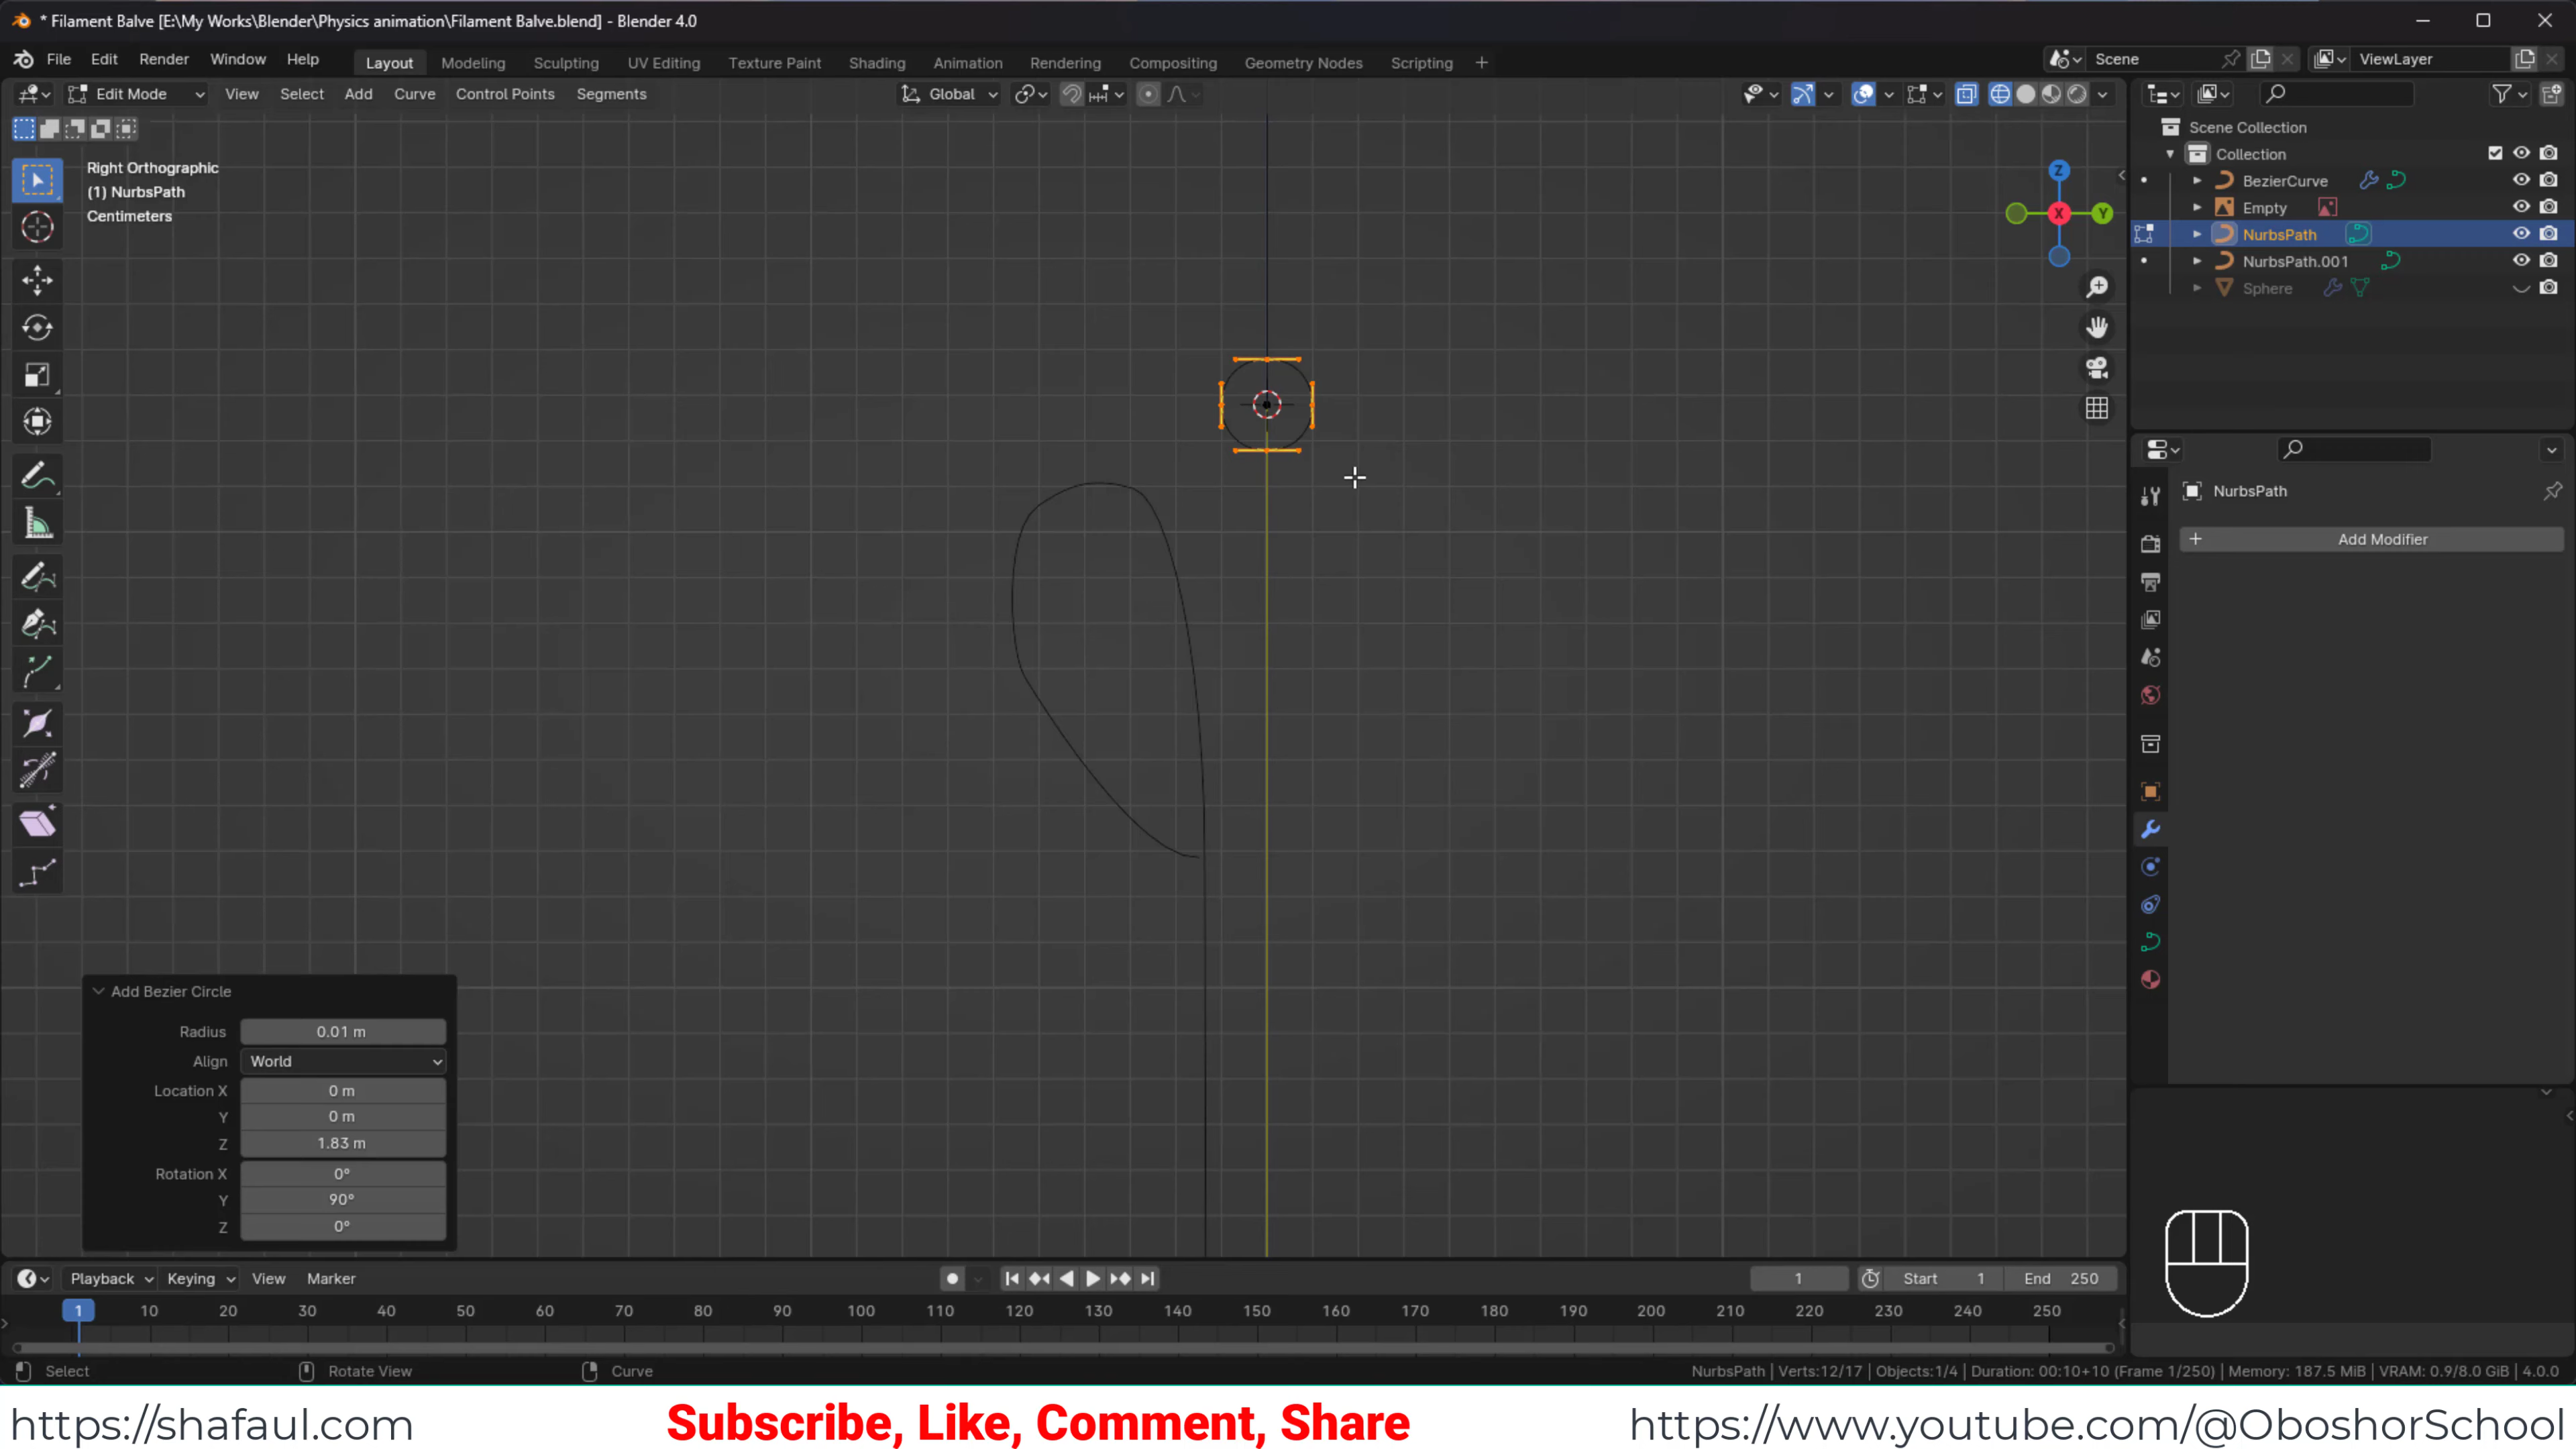 * Filament Balve [E:\My Works\Blender\Physics animation\Filament Balve.blend] - Blender 4.0
File Edit Render Window Help Layout Modeling Sculpting UV Editing Texture Paint Shading Animation Rendering Compositing Geometry Nodes Scripting + Scene ViewLayer
Edit Mode View Select Add Curve Control Points Segments Global
Right Orthographic
(1) NurbsPath
Centimeters
Z
X
Y
Scene Collection
Collection
BezierCurve
Empty
NurbsPath
NurbsPath.001
Sphere
NurbsPath
+ Add Modifier
Add Bezier Circle
Radius 0.01 m
Align World
Location X 0 m
Y 0 m
Z 1.83 m
Rotation X 0°
Y 90°
Z 0°
Playback Keying View Marker 1 Start 1 End 250
1 10 20 30 40 50 60 70 80 90 100 110 120 130 140 150 160 170 180 190 200 210 220 230 240 250
Select Rotate View Curve NurbsPath | Verts:12/17 | Objects:1/4 | Duration: 00:10+10 (Frame 1/250) | Memory: 187.5 MiB | VRAM: 0.9/8.0 GiB | 4.0.0
https://shafaul.com Subscribe, Like, Comment, Share https://www.youtube.com/@OboshorSchool